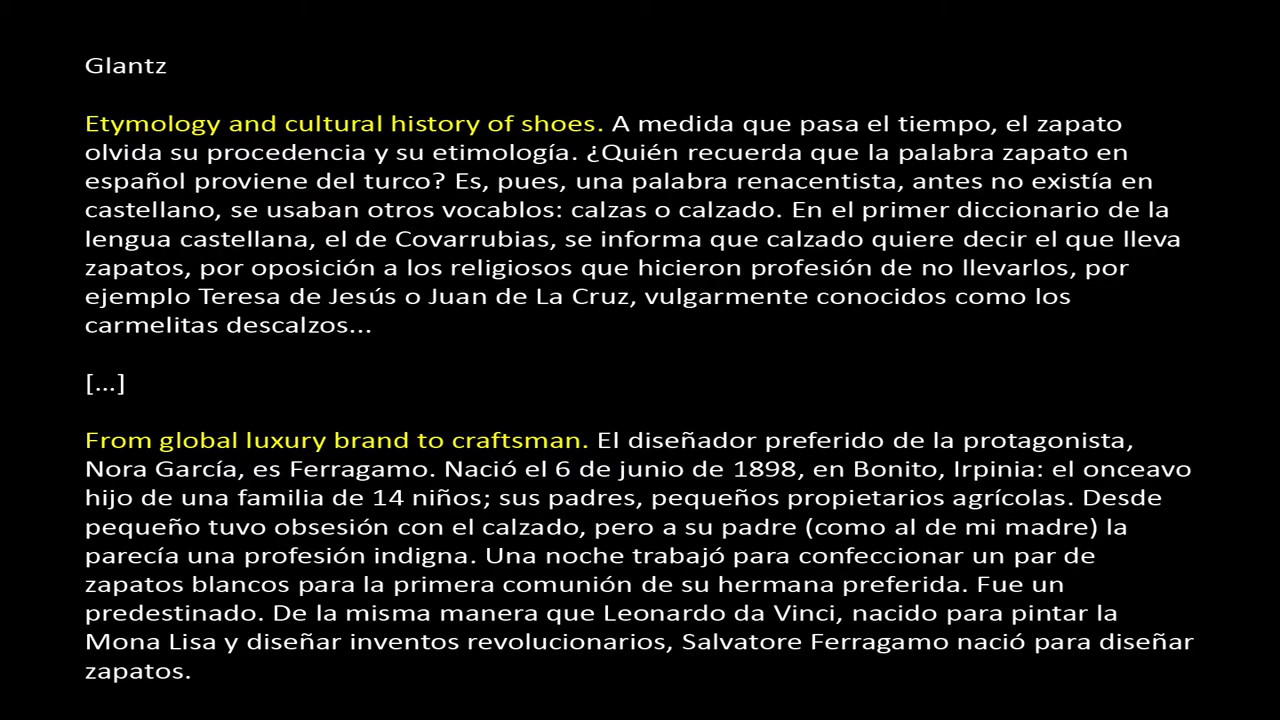 Glantz
Etymology and cultural history of shoes. A medida que pasa el tiempo, el zapato
olvida su procedencia y su etimología. ¿Quién recuerda que la palabra zapato en
español proviene del turco? Es, pues, una palabra renacentista, antes no existía en
castellano, se usaban otros vocablos: calzas o calzado. En el primer diccionario de la
lengua castellana, el de Covarrubias, se informa que calzado quiere decir el que lleva
zapatos, por oposición a los religiosos que hicieron profesión de no llevarlos, por
ejemplo Teresa de Jesús o Juan de La Cruz, vulgarmente conocidos como los
carmelitas descalzos...
[...]
From global luxury brand to craftsman. El diseñador preferido de la protagonista,
Nora García, es Ferragamo. Nació el 6 de junio de 1898, en Bonito, Irpinia: el onceavo
hijo de una familia de 14 niños; sus padres, pequeños propietarios agrícolas. Desde
pequeño tuvo obsesión con el calzado, pero a su padre (como al de mi madre) la
parecía una profesión indigna. Una noche trabajó para confeccionar un par de
zapatos blancos para la primera comunión de su hermana preferida. Fue un
predestinado. De la misma manera que Leonardo da Vinci, nacido para pintar la
Mona Lisa y diseñar inventos revolucionarios, Salvatore Ferragamo nació para diseñar
zapatos.